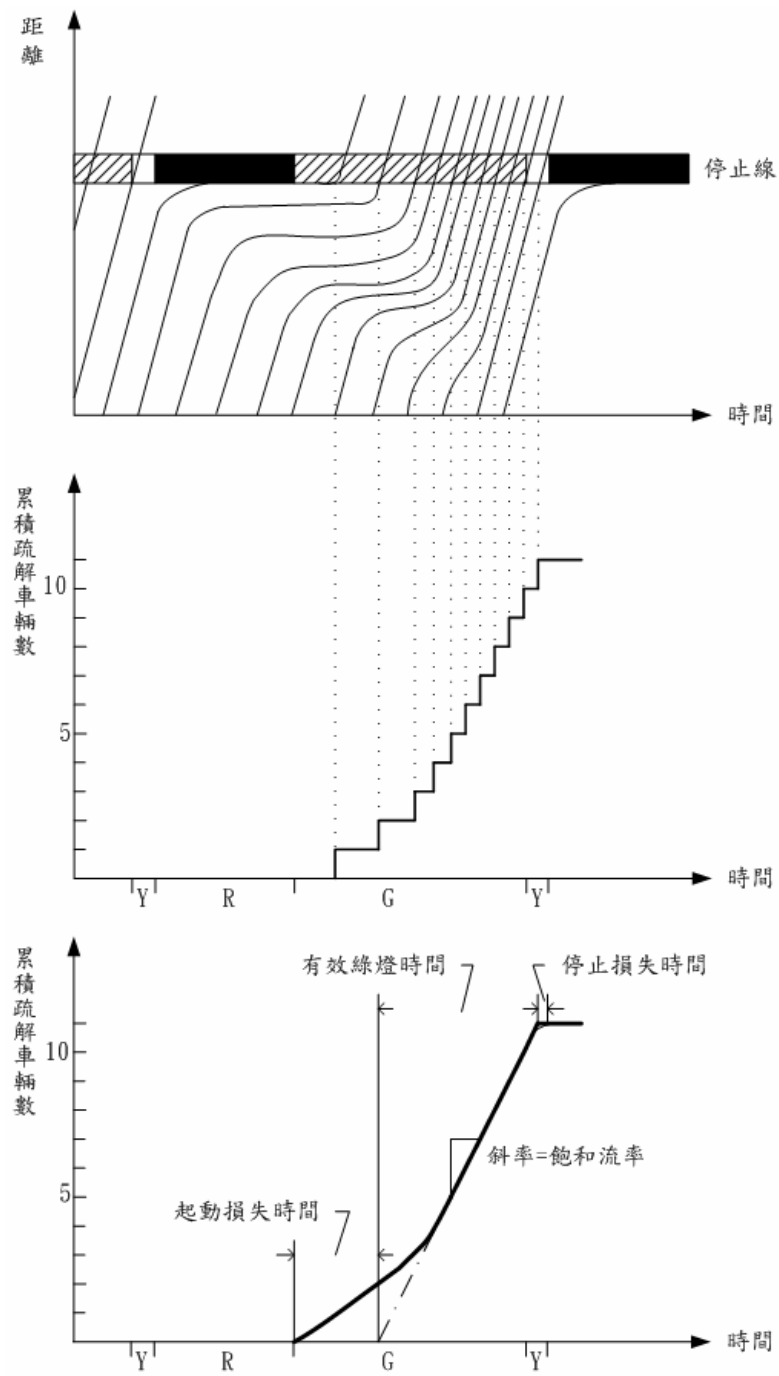 距離
停止線
時間
累積疏解車輛數
10
5
時間
Y R G Y
累積疏解車輛數
有效綠燈時間
停止損失時間
10
斜率=飽和流率
5
起動損失時間
時間
Y R G Y